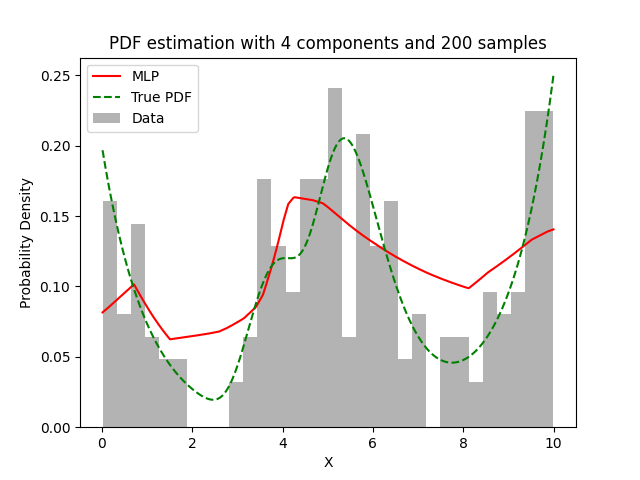 PDF estimation with 4 components and 200 samples
MLP
True PDF
Data
Probability Density
0.25
0.20
0.15
0.10
0.05
0.00
0 2 4 6 8 10
X